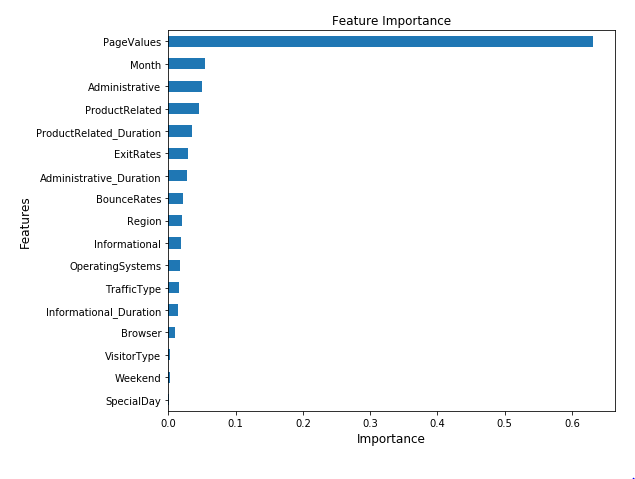 Feature Importance
PageValues
Month
Administrative
ProductRelated
ProductRelated_Duration
ExitRates
Administrative_Duration
BounceRates
Region
Informational
OperatingSystems
TrafficType
Informational_Duration
Browser
VisitorType
Weekend
SpecialDay
Features
0.0 0.1 0.2 0.3 0.4 0.5 0.6
Importance